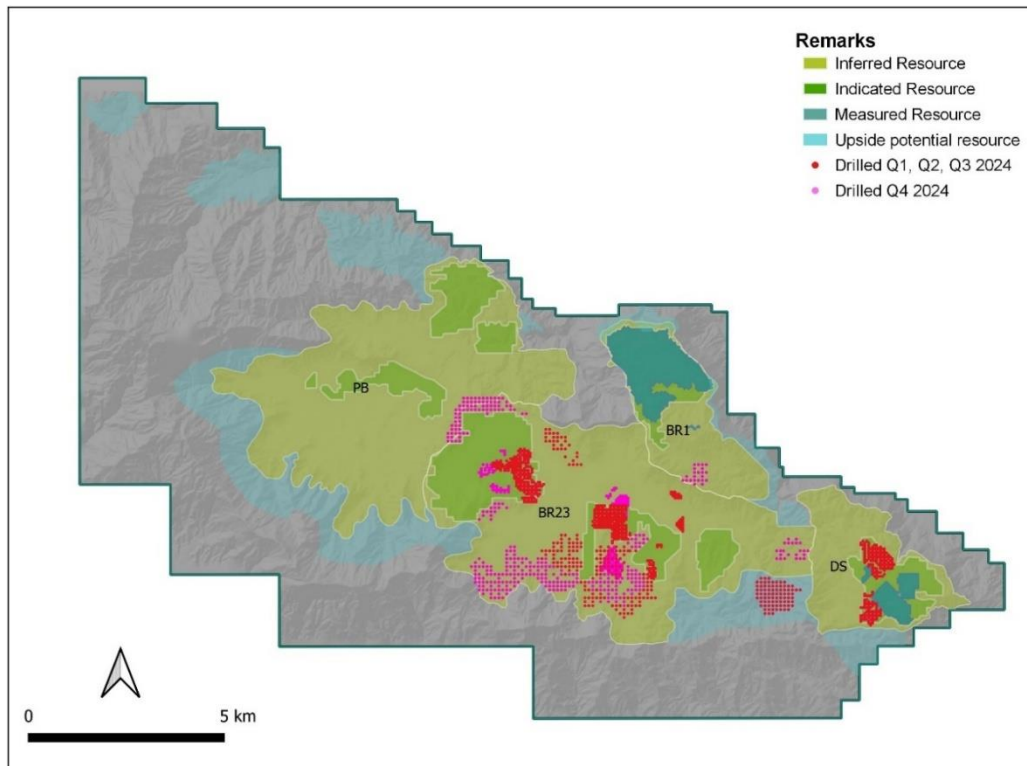 Remarks
Inferred Resource
Indicated Resource
Measured Resource
Upside potential resource
Drilled Q1, Q2, Q3 2024
Drilled Q4 2024
PB
BR1
BR23
DS
0 5 km